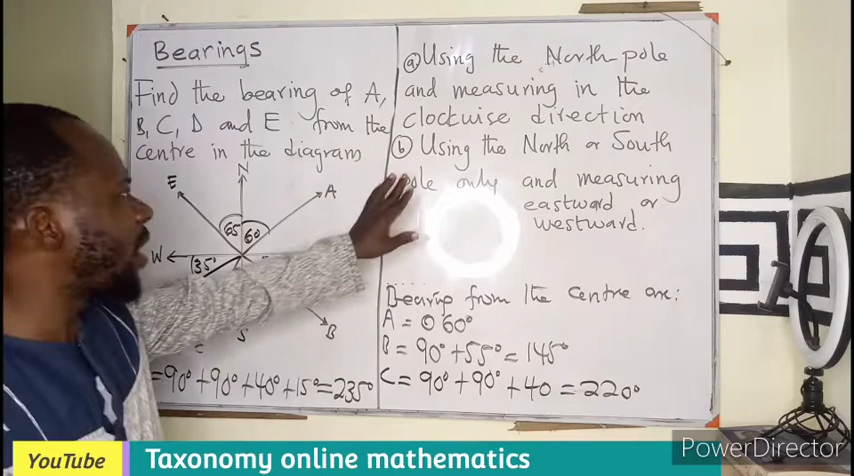 Bearings
Find the bearing of A,
B, C, D and E from the
centre in the diagram
N
E
A
65
60
W
35°
B
S
=
=90°+90°+40°+15°=235°
(a) Using the North pole
and measuring in the
clockwise direction
(b) Using the North or South
pole only and measuring
eastward or
westward.
Bearing from the centre are:
A = 060°
B = 90°+55°=145°
C = 90°+90°+40=220°
YouTube Taxonomy online mathematics
PowerDirector